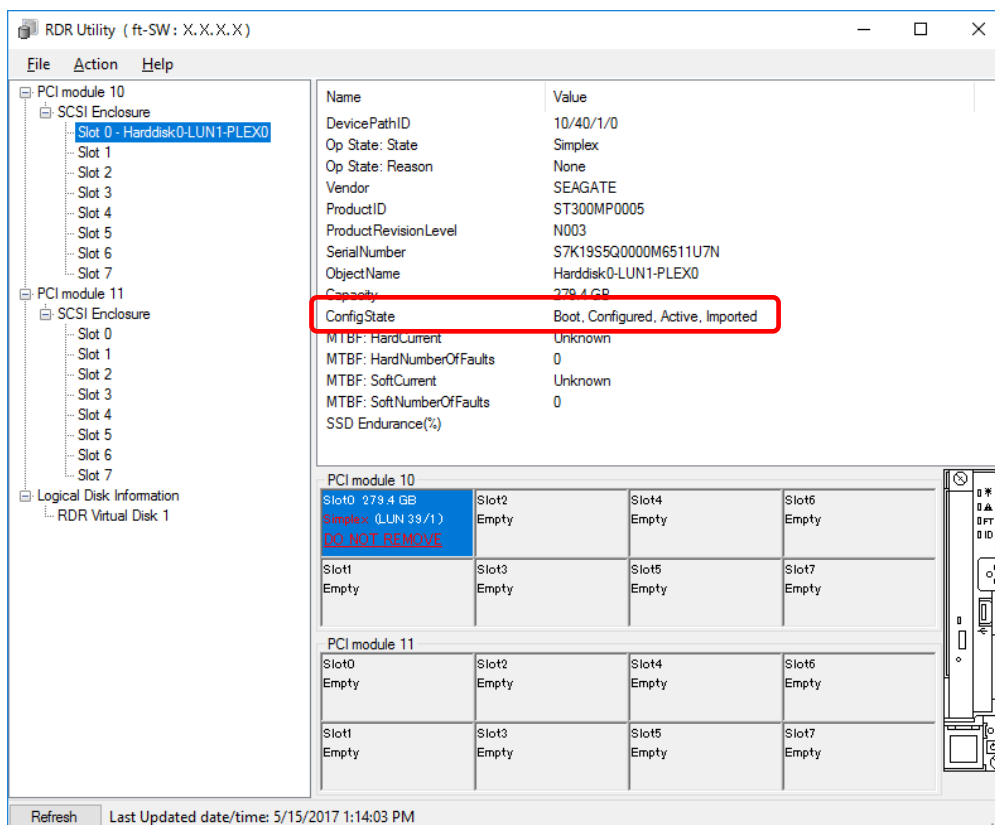 RDR Utility ( ft-SW : X.X.X.X )
File Action Help
PCI module 10
SCSI Enclosure
Slot 0 - Harddisk0-LUN1-PLEX0
Slot 1
Slot 2
Slot 3
Slot 4
Slot 5
Slot 6
Slot 7
PCI module 11
SCSI Enclosure
Slot 0
Slot 1
Slot 2
Slot 3
Slot 4
Slot 5
Slot 6
Slot 7
Logical Disk Information
RDR Virtual Disk 1
Name Value
DevicePathID 10/40/1/0
Op State: State Simplex
Op State: Reason None
Vendor SEAGATE
ProductID ST300MP0005
ProductRevisionLevel N003
SerialNumber S7K19S5Q0000M6511U7N
ObjectName Harddisk0-LUN1-PLEX0
Capacity 279.4 GB
ConfigState Boot, Configured, Active, Imported
MTBF: HardCurrent Unknown
MTBF: HardNumberOfFaults 0
MTBF: SoftCurrent Unknown
MTBF: SoftNumberOfFaults 0
SSD Endurance(%)
PCI module 10
Slot0 279.4 GB Slot2 Slot4 Slot6
Simplex (LUN 39/1) Empty Empty Empty
DO NOT REMOVE
Slot1 Slot3 Slot5 Slot7
Empty Empty Empty Empty
PCI module 11
Slot0 Slot2 Slot4 Slot6
Empty Empty Empty Empty
Slot1 Slot3 Slot5 Slot7
Empty Empty Empty Empty
FT
ID
Refresh Last Updated date/time: 5/15/2017 1:14:03 PM